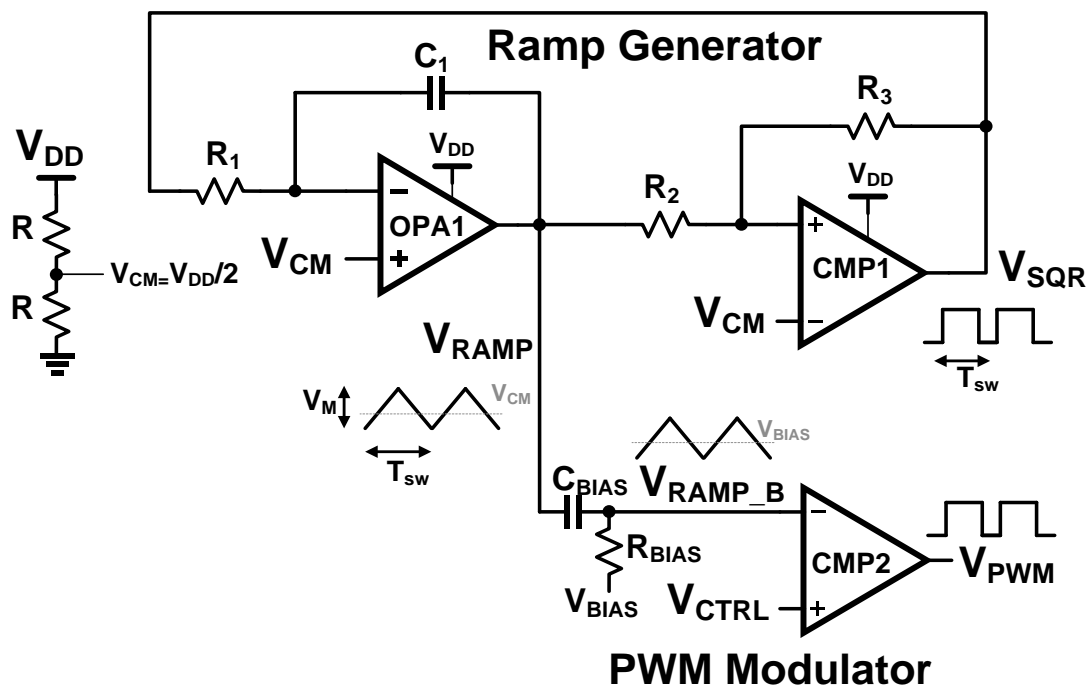 Ramp Generator
C1
R3
VDD
R1
VDD
R2
VDD
R
OPA1
VCM
VCM=VDD/2
CMP1
VSQR
R
VCM
Tsw
VRAMP
VM
VCM
Tsw
VBIAS
CBIAS
VRAMP_B
RBIAS
CMP2
VPWM
VBIAS
VCTRL
PWM Modulator